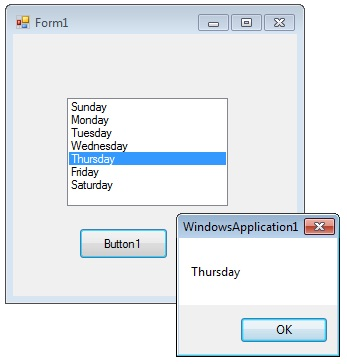 Form1
Sunday
Monday
Tuesday
Wednesday
Thursday
Friday
Saturday
Button1
WindowsApplication1
Thursday
OK